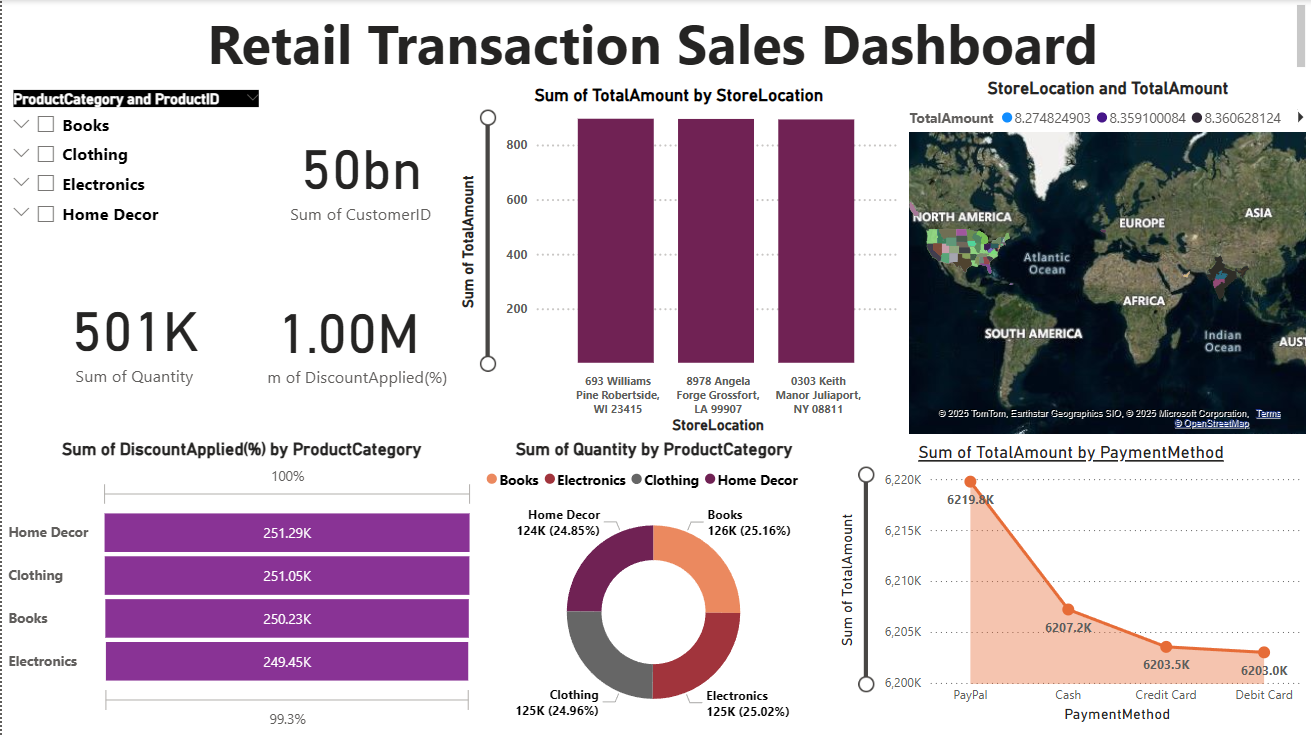 Retail Transaction Sales Dashboard
ProductCategory and ProductID
Books
Clothing
Electronics
Home Decor
50bn
Sum of CustomerID
501K
Sum of Quantity
1.00M
m of DiscountApplied(%)
Sum of TotalAmount by StoreLocation
Sum of TotalAmount
800
600
400
200
693 Williams
Pine Robertside,
WI 23415
8978 Angela
Forge Grossfort,
LA 99907
0303 Keith
Manor Juliaport,
NY 08811
StoreLocation
StoreLocation and TotalAmount
TotalAmount 8.274824903 8.359100084 8.360628124
NORTH AMERICA
EUROPE
ASIA
Atlantic
Ocean
AFRICA
SOUTH AMERICA
Indian
Ocean
AUST
© 2025 TomTom, Earthstar Geographics SIO, © 2025 Microsoft Corporation, Terms
© OpenStreetMap
Sum of DiscountApplied(%) by ProductCategory
100%
Home Decor 251.29K
Clothing 251.05K
Books 250.23K
Electronics 249.45K
99.3%
Sum of Quantity by ProductCategory
Books Electronics Clothing Home Decor
Home Decor
124K (24.85%)
Books
126K (25.16%)
Clothing
125K (24.96%)
Electronics
125K (25.02%)
Sum of TotalAmount by PaymentMethod
Sum of TotalAmount
6,220K
6,215K
6,210K
6,205K
6,200K
6219.8K
6207.2K
6203.5K
6203.0K
PayPal Cash Credit Card Debit Card
PaymentMethod